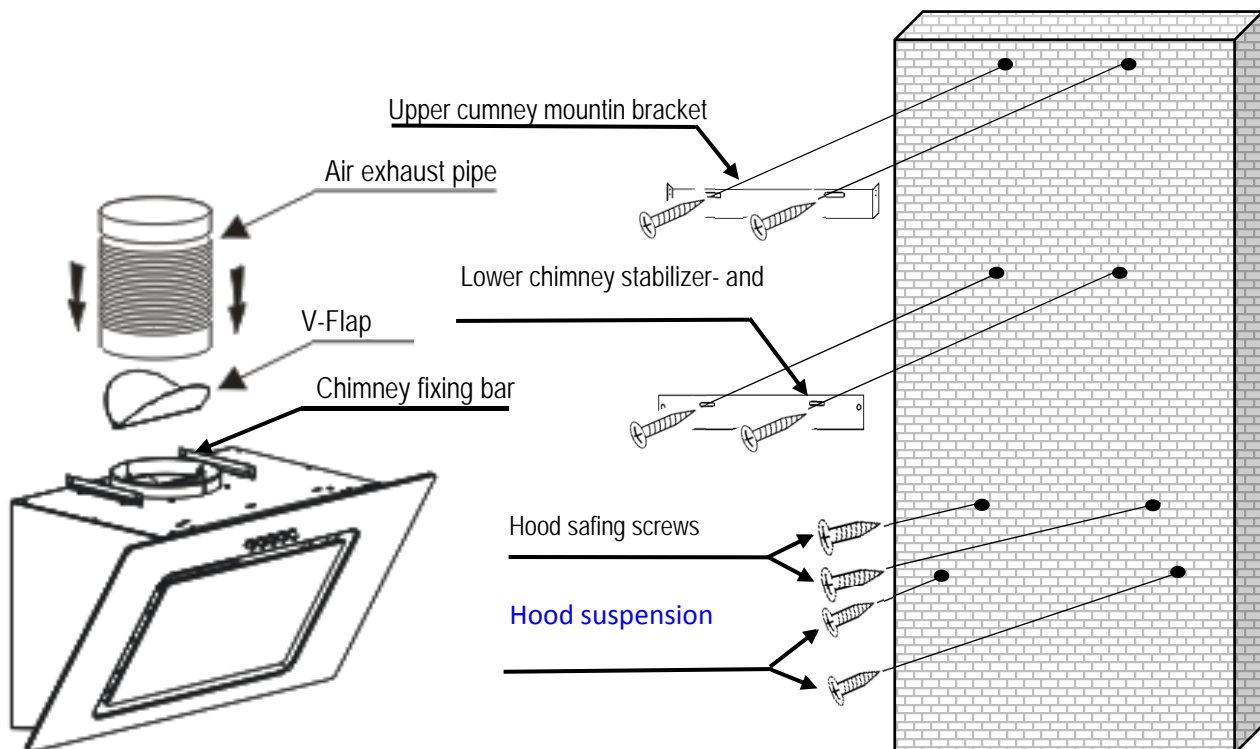 Upper cumney mountin bracket
Air exhaust pipe
Lower chimney stabilizer- and
V-Flap
Chimney fixing bar
Hood safing screws
Hood suspension